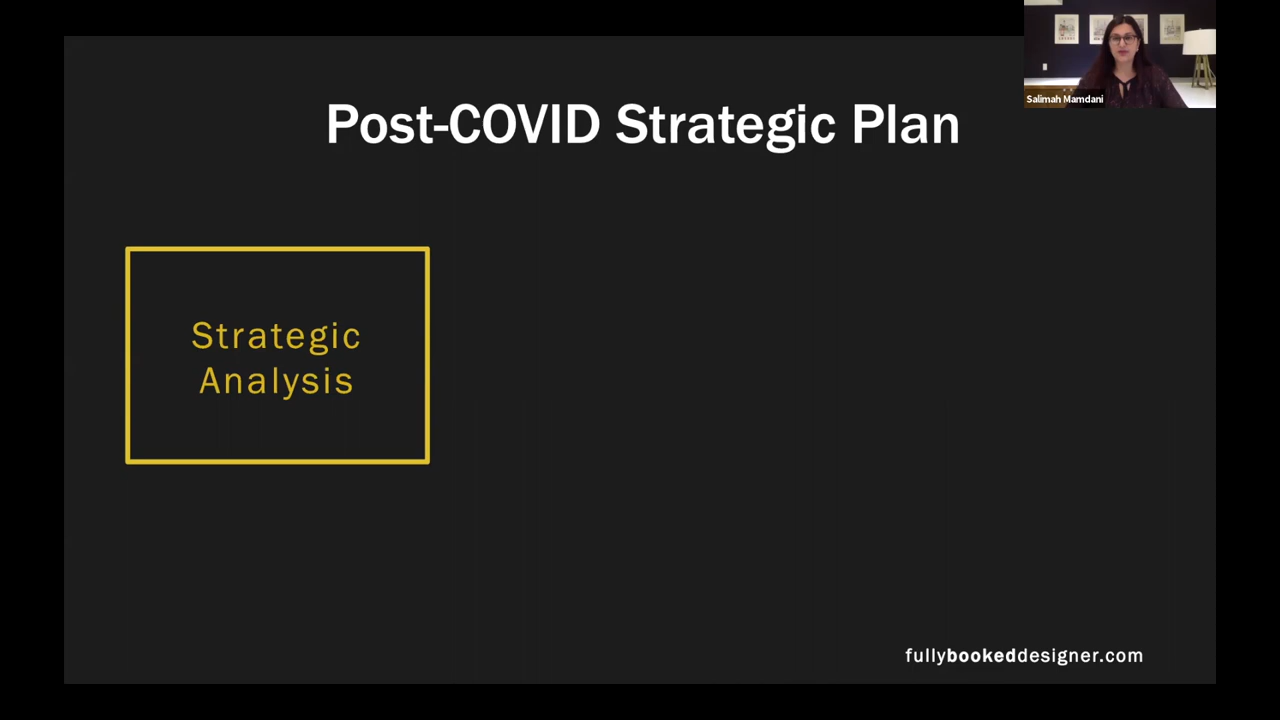 Salimah Mamdani
Post-COVID Strategic Plan
Strategic
Analysis
fullybookeddesigner.com